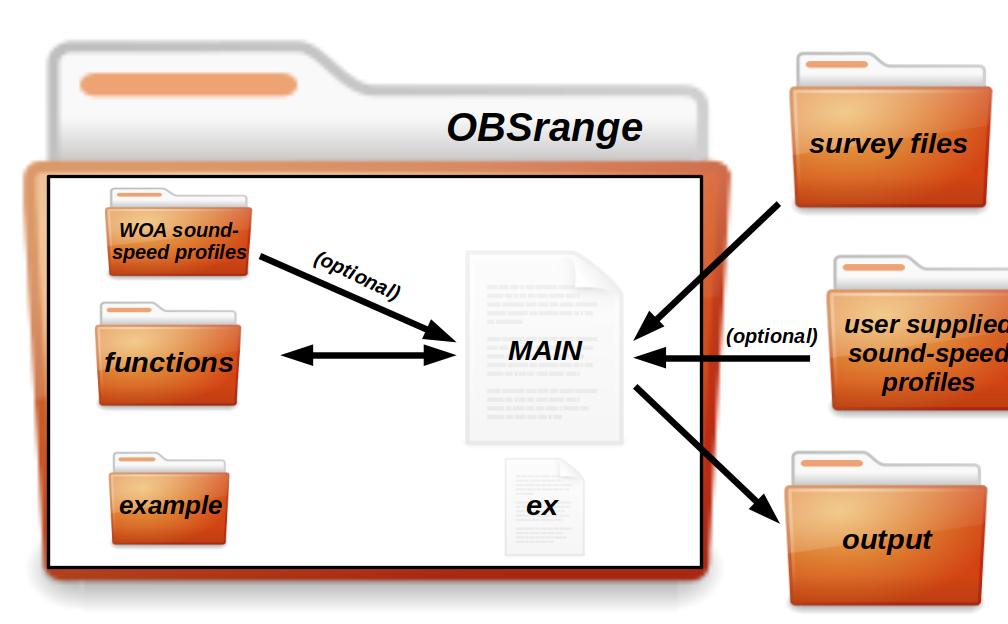 OBSrange
survey files
WOA sound-
speed profiles
(optional)
functions
MAIN
(optional)
user supplied
sound-speed
profiles
example
ex
output